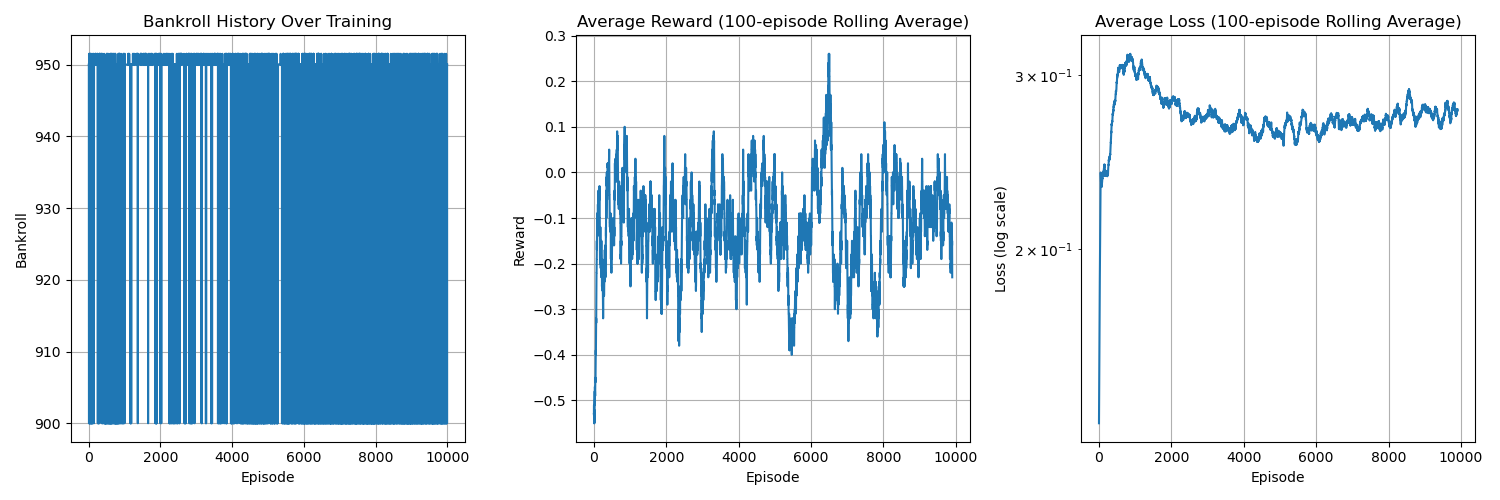 Bankroll History Over Training
950
940
930
920
910
900
Bankroll
0 2000 4000 6000 8000 10000
Episode
Average Reward (100-episode Rolling Average)
0.3
0.2
0.1
0.0
−0.1
−0.2
−0.3
−0.4
−0.5
Reward
0 2000 4000 6000 8000 10000
Episode
Average Loss (100-episode Rolling Average)
3 × 10⁻¹
2 × 10⁻¹
Loss (log scale)
0 2000 4000 6000 8000 10000
Episode